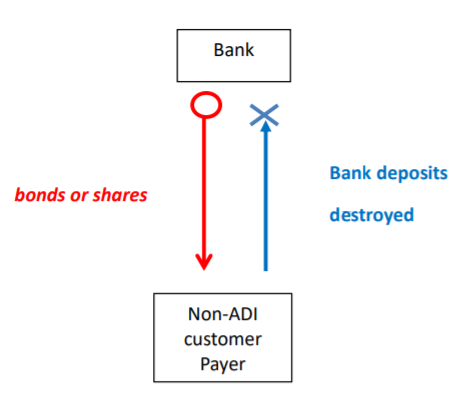 Bank
bonds or shares
Bank deposits
destroyed
Non-ADI
customer
Payer